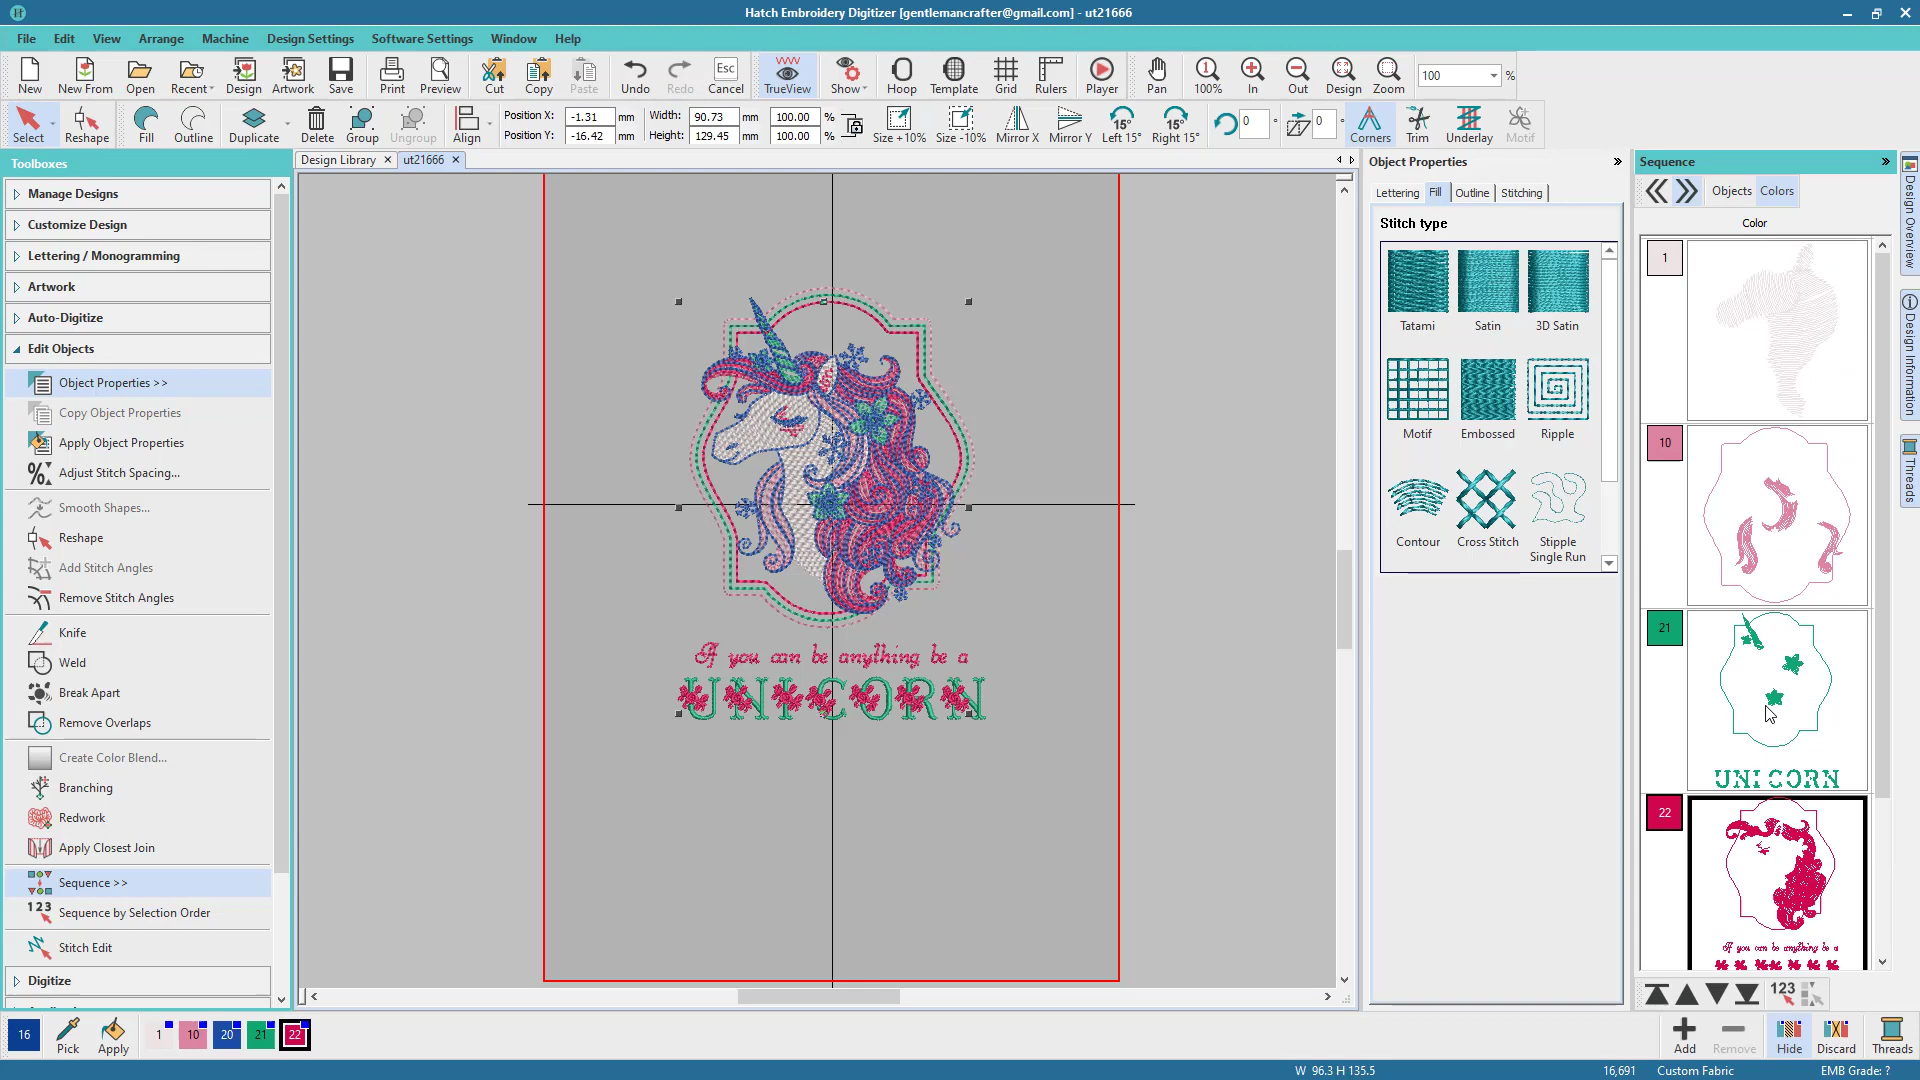 Hatch Embroidery Digitizer [gentlemancrafter@gmail.com] - ut21666
File Edit View Arrange Machine Design Settings Software Settings Window Help
New New From Open Recent Design Artwork Save Print Preview Cut Copy Paste Undo Redo Esc Cancel TrueView Show Hoop Template Grid Rulers Player Pan 1 100% In Out Design Zoom 100 %
Select Reshape Fill Outline Duplicate Delete Group Ungroup Align
Position X: -1.31 mm Width: 90.73 mm 100.00 %
Position Y: -16.42 mm Height: 129.45 mm 100.00 %
Size +10% Size -10% Mirror X Mirror Y 15° Left 15° 15° Right 15° 0 ° 0 ° Corners Trim Underlay Motif
Toolboxes
Manage Designs
Customize Design
Lettering / Monogramming
Artwork
Auto-Digitize
Edit Objects
Object Properties >>
Copy Object Properties
Apply Object Properties
Adjust Stitch Spacing...
Smooth Shapes...
Reshape
Add Stitch Angles
Remove Stitch Angles
Knife
Weld
Break Apart
Remove Overlaps
Create Color Blend...
Branching
Redwork
Apply Closest Join
Sequence >>
123 Sequence by Selection Order
Stitch Edit
Digitize
Design Library × ut21666 ×
If you can be anything be a
UNICORN
Object Properties »
Lettering Fill Outline Stitching
Stitch type
Tatami Satin 3D Satin
Motif Embossed Ripple
Contour Cross Stitch Stipple Single Run
Sequence »
Objects Colors
Color
1
10
21
UNICORN
22
If you can be anything be a
123
Design Overview
Design Information
Threads
16 Pick Apply 1 10 20 21 22
Add Remove Hide Discard Threads
W 96.3 H 135.5 16,691 Custom Fabric EMB Grade: ?